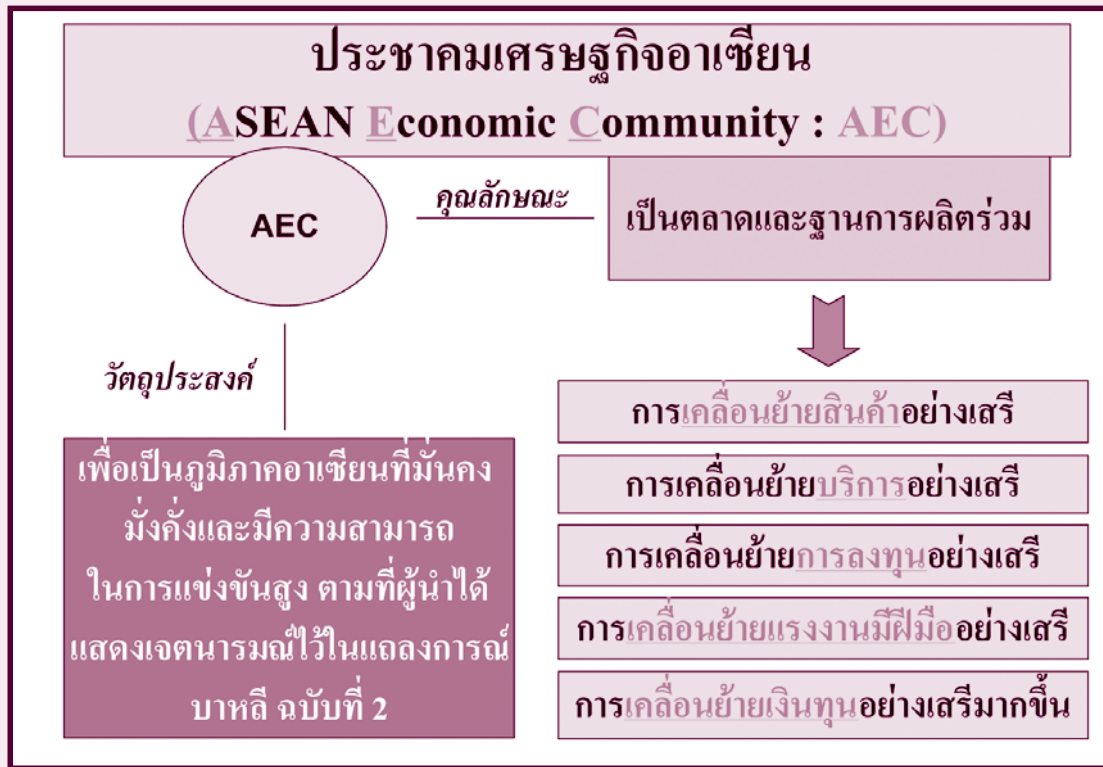 ประชาคมเศรษฐกิจอาเซียน
(ASEAN Economic Community : AEC)
AEC
คุณลักษณะ
เป็นตลาดและฐานการผลิตร่วม
วัตถุประสงค์
เพื่อเป็นภูมิภาคอาเซียนที่มั่นคง
มั่งคั่งและมีความสามารถ
ในการแข่งขันสูง ตามที่ผู้นำได้
แสดงเจตนารมณ์ไว้ในแถลงการณ์
บาหลี ฉบับที่ 2
การเคลื่อนย้ายสินค้าอย่างเสรี
การเคลื่อนย้ายบริการอย่างเสรี
การเคลื่อนย้ายการลงทุนอย่างเสรี
การเคลื่อนย้ายแรงงานมีฝีมืออย่างเสรี
การเคลื่อนย้ายเงินทุนอย่างเสรีมากขึ้น